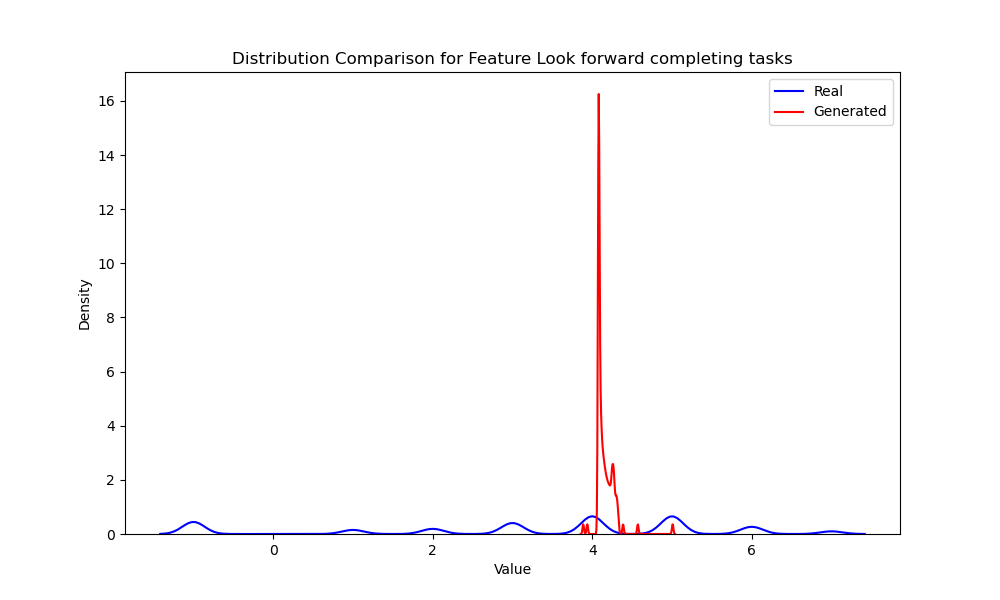 Distribution Comparison for Feature Look forward completing tasks
Real
Generated
16
14
12
10
8
6
4
2
0
Density
0 2 4 6
Value